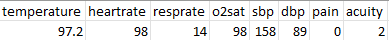 temperature heartrate resprate o2sat sbp dbp pain acuity
97.2 98 14 98 158 89 0 2